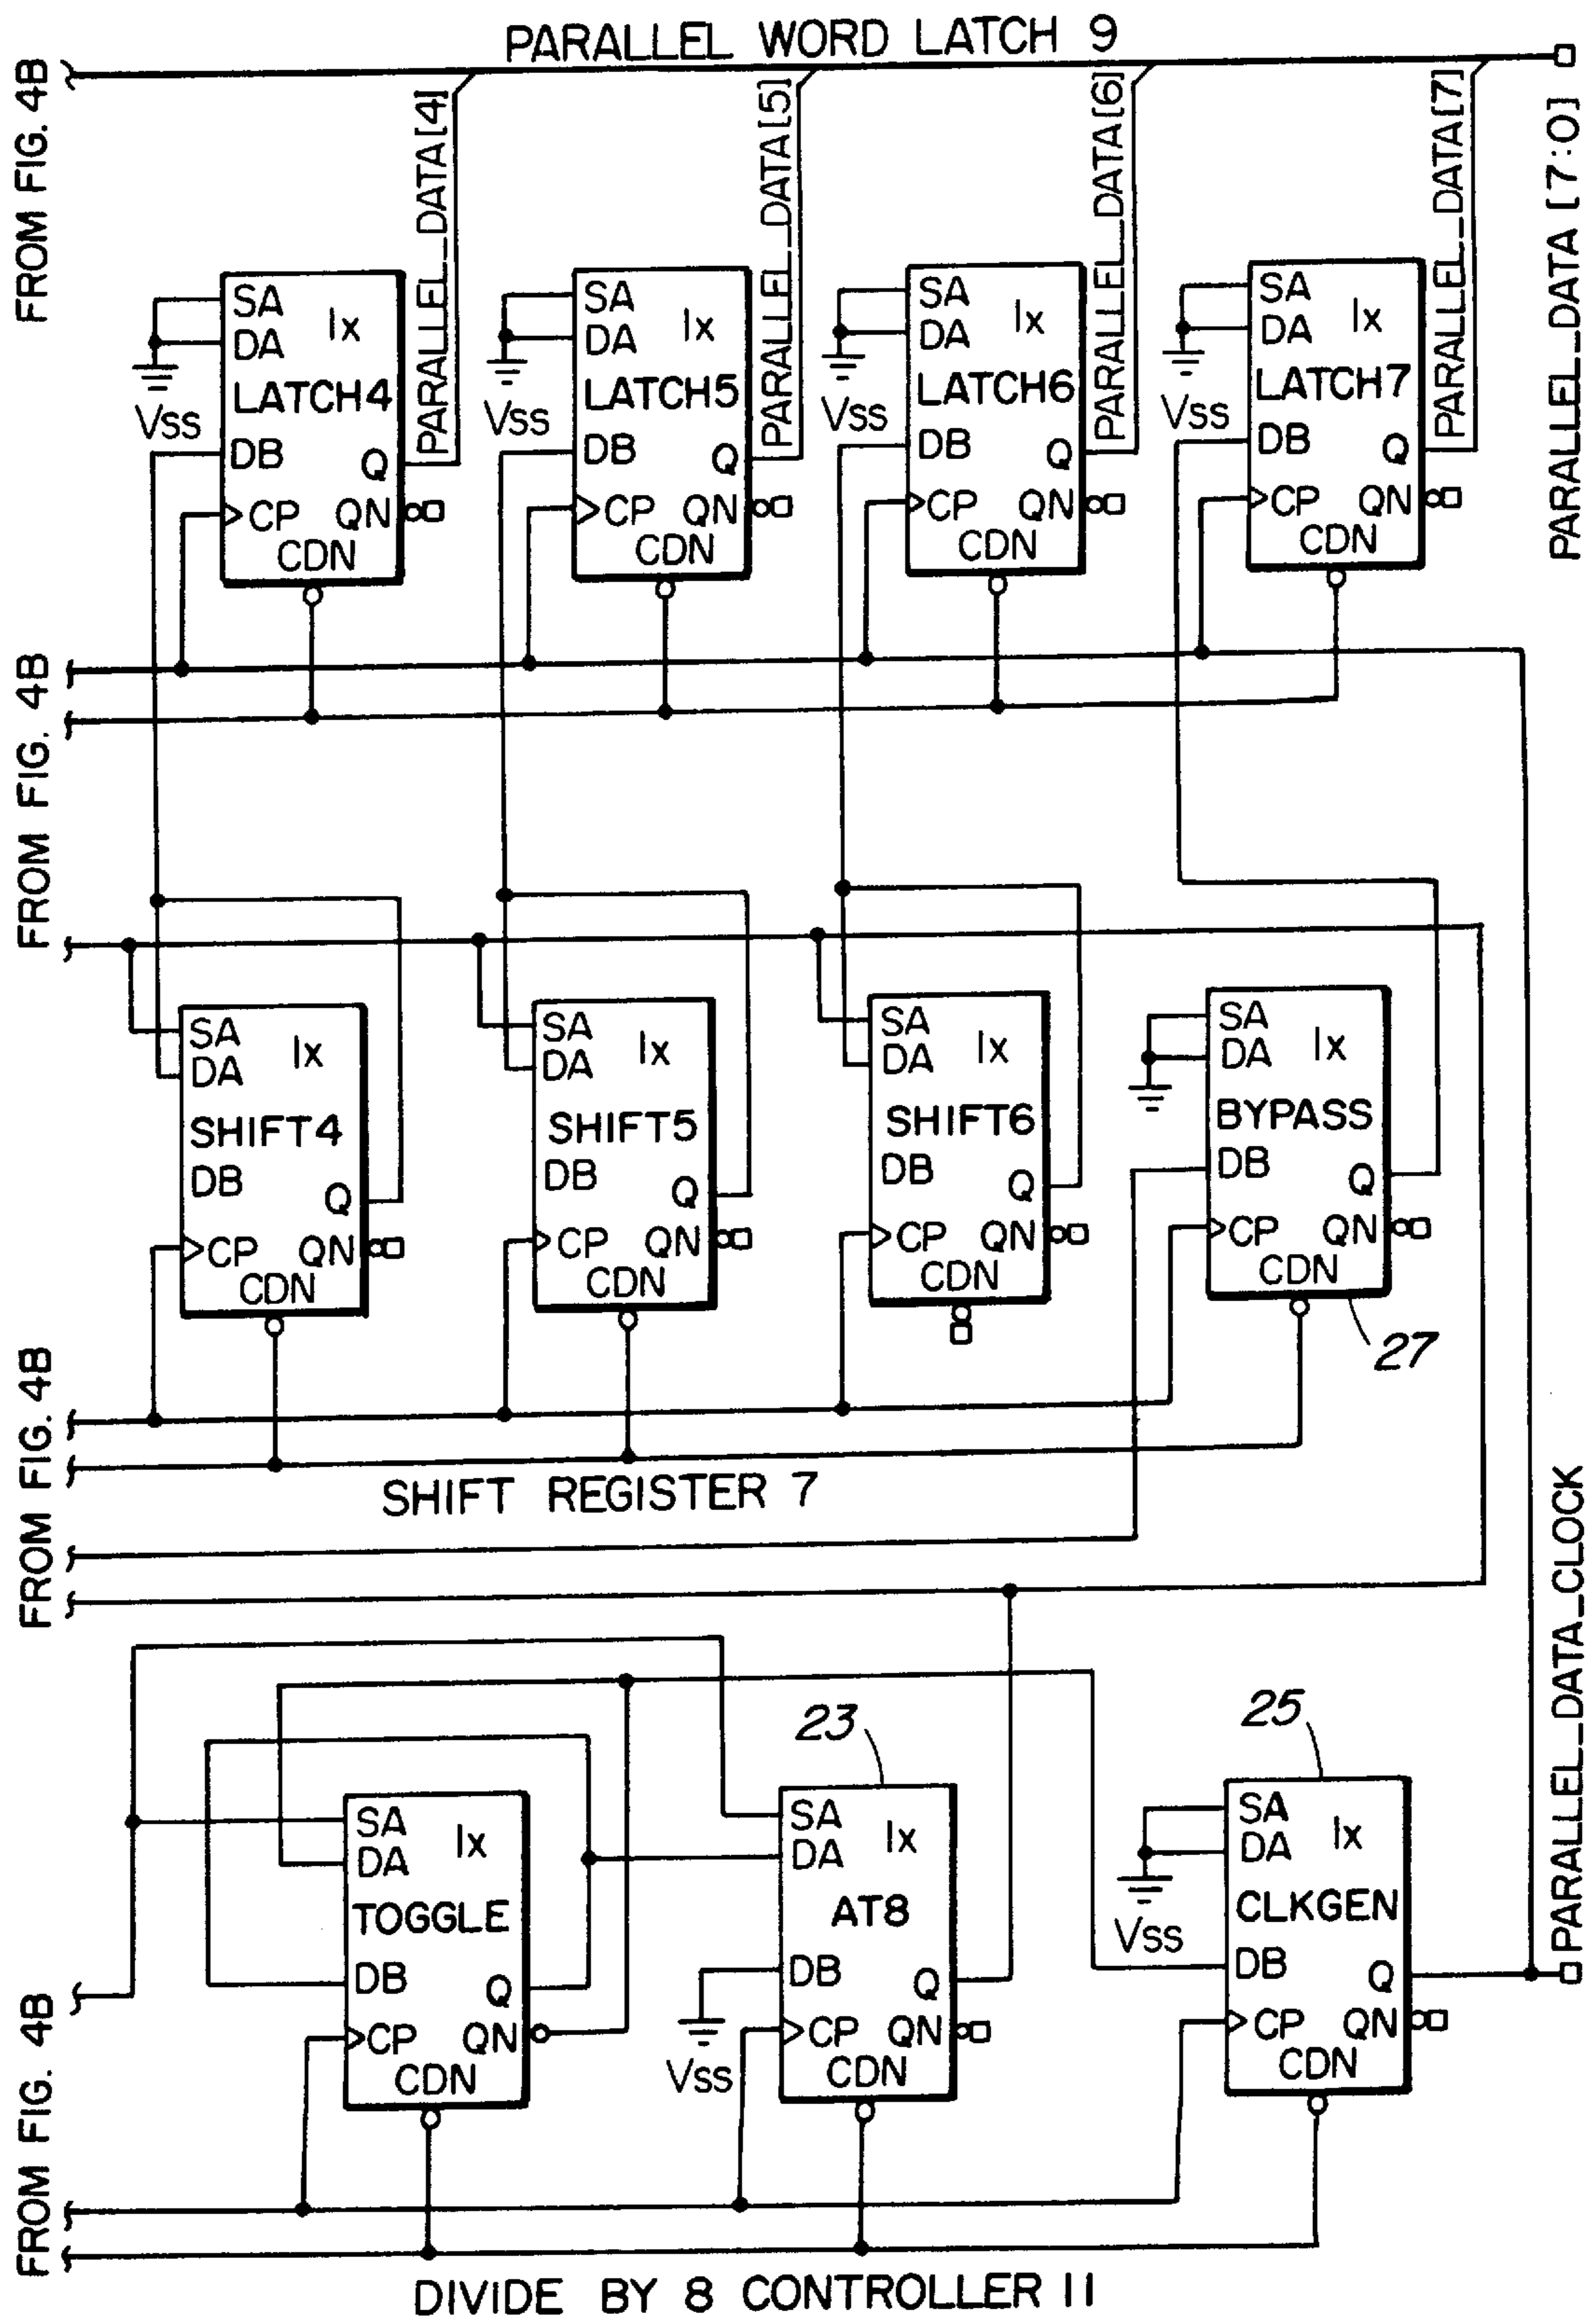 PARALLEL WORD LATCH 9
FROM FIG. 4B
PARALLEL_DATA[4]
PARALLEL_DATA[5]
PARALLEL_DATA[6]
PARALLEL_DATA[7]
PARALLEL_DATA [7:0]
SA
DA
Ix
LATCH4
DB
Q
CP
QN
CDN
Vss
SA
DA
Ix
LATCH5
DB
Q
CP
QN
CDN
Vss
SA
DA
Ix
LATCH6
DB
Q
CP
QN
CDN
Vss
SA
DA
Ix
LATCH7
DB
Q
CP
QN
CDN
Vss
FROM FIG. 4B
SA
DA
Ix
SHIFT4
DB
Q
CP
QN
CDN
SA
DA
Ix
SHIFT5
DB
Q
CP
QN
CDN
SA
DA
Ix
SHIFT6
DB
Q
CP
QN
CDN
SA
DA
Ix
BYPASS
DB
Q
CP
QN
CDN
27
FROM FIG. 4B
SHIFT REGISTER 7
PARALLEL_DATA_CLOCK
SA
DA
Ix
TOGGLE
DB
Q
CP
QN
CDN
23
SA
DA
Ix
AT8
DB
Q
CP
QN
CDN
Vss
25
SA
DA
Ix
CLKGEN
DB
Q
CP
QN
CDN
Vss
FROM FIG. 4B
DIVIDE BY 8 CONTROLLER 11